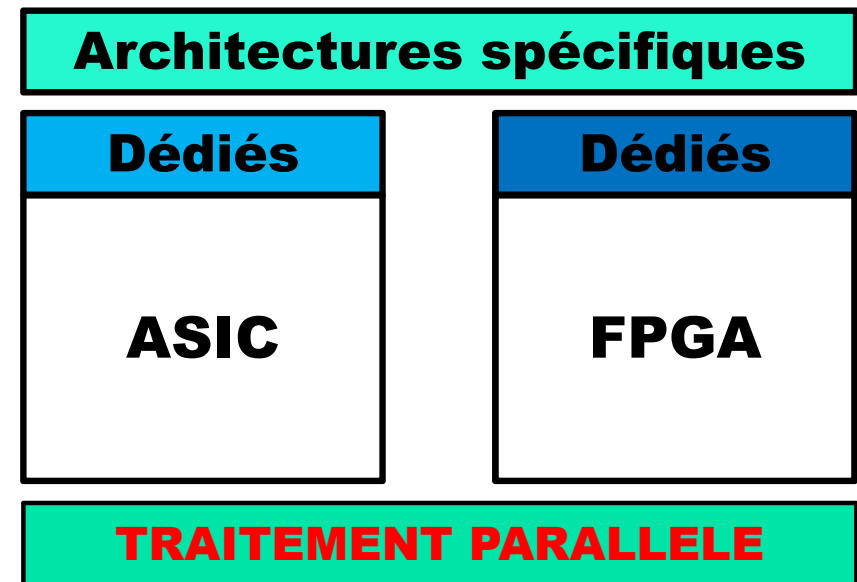 Architectures spécifiques
Dédiés
Dédiés
ASIC
FPGA
TRAITEMENT PARALLELE